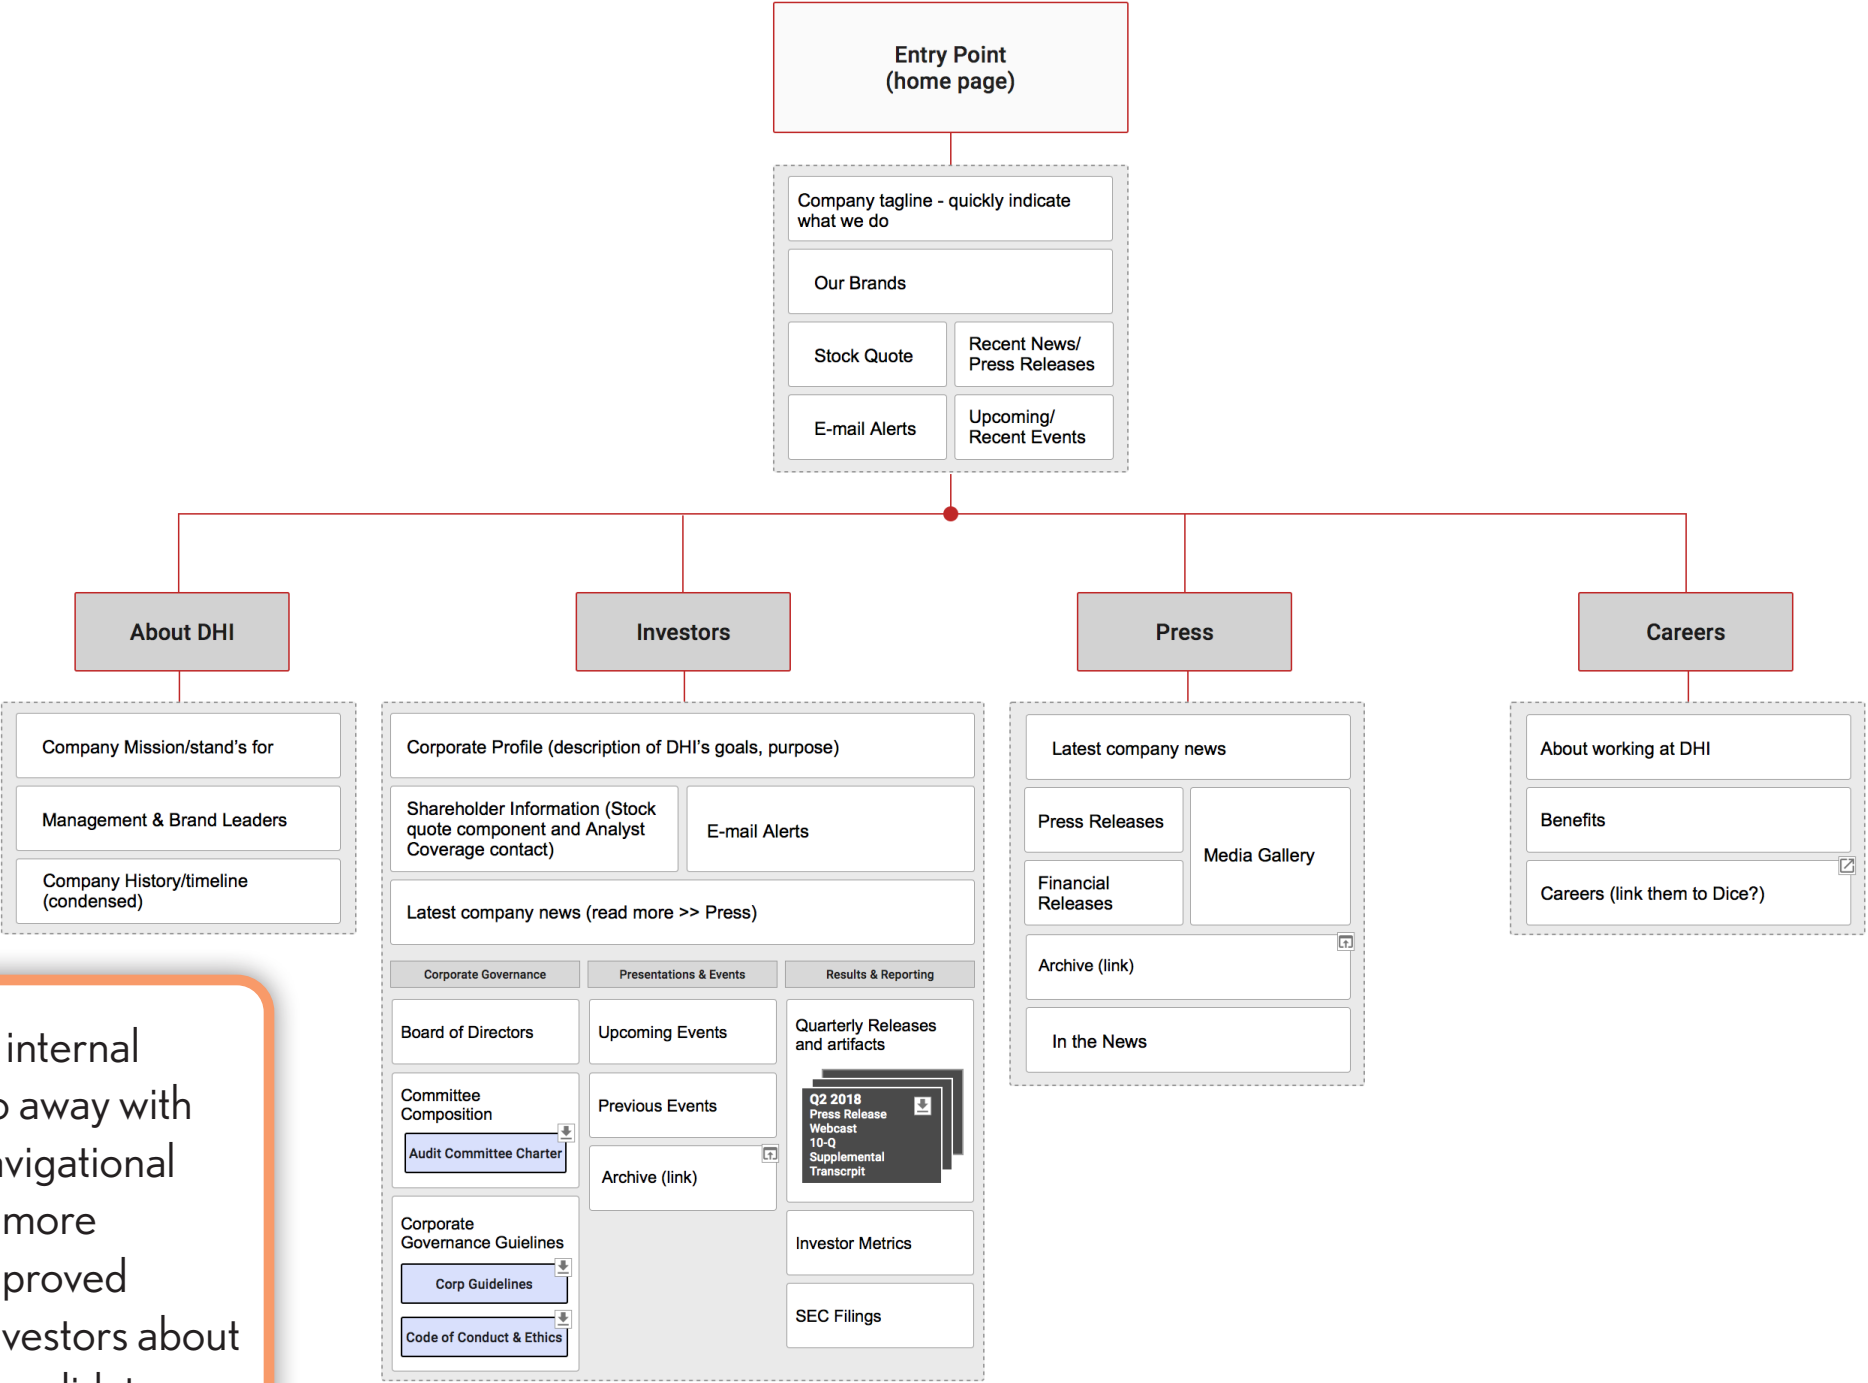 Entry Point
(home page)
Company tagline - quickly indicate
what we do
Our Brands
Stock Quote
Recent News/
Press Releases
E-mail Alerts
Upcoming/
Recent Events
About DHI
Investors
Press
Careers
Company Mission/stand's for
Management & Brand Leaders
Company History/timeline
(condensed)
Corporate Profile (description of DHI's goals, purpose)
Shareholder Information (Stock
quote component and Analyst
Coverage contact)
E-mail Alerts
Latest company news (read more >> Press)
Corporate Governance
Board of Directors
Committee
Composition
Audit Committee Charter
Corporate
Governance Guielines
Corp Guidelines
Code of Conduct & Ethics
Presentations & Events
Upcoming Events
Previous Events
Archive (link)
Results & Reporting
Quarterly Releases
and artifacts
Q2 2018
Press Release
Webcast
10-Q
Supplemental
Transcrpit
Investor Metrics
SEC Filings
Latest company news
Press Releases
Financial
Releases
Media Gallery
Archive (link)
In the News
About working at DHI
Benefits
Careers (link them to Dice?)
internal
away with
more
about